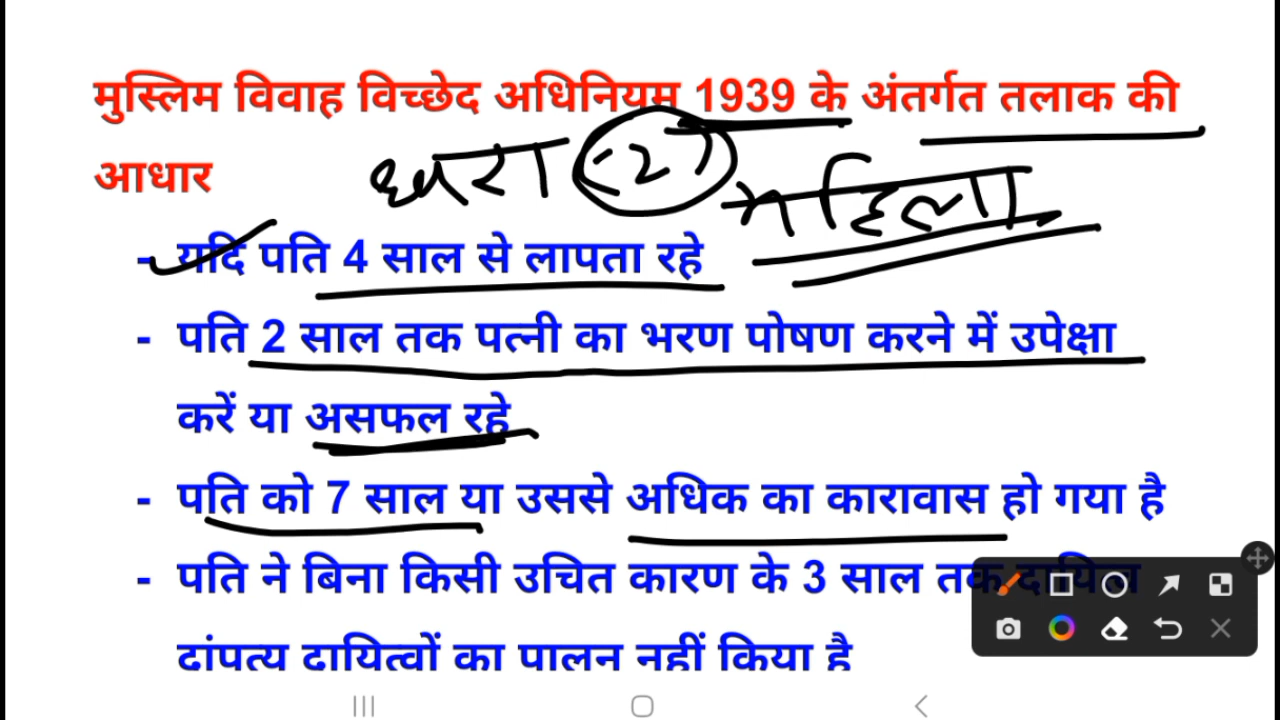 मुस्लिम विवाह विच्छेद अधिनियम 1939 के अंतर्गत तलाक की
आधार
धारा (2) महिला
- यदि पति 4 साल से लापता रहे
- पति 2 साल तक पत्नी का भरण पोषण करने में उपेक्षा
करें या असफल रहे
- पति को 7 साल या उससे अधिक का कारावास हो गया है
- पति ने बिना किसी उचित कारण के 3 साल तक
दांपत्य दायित्वों का पालन नहीं किया है